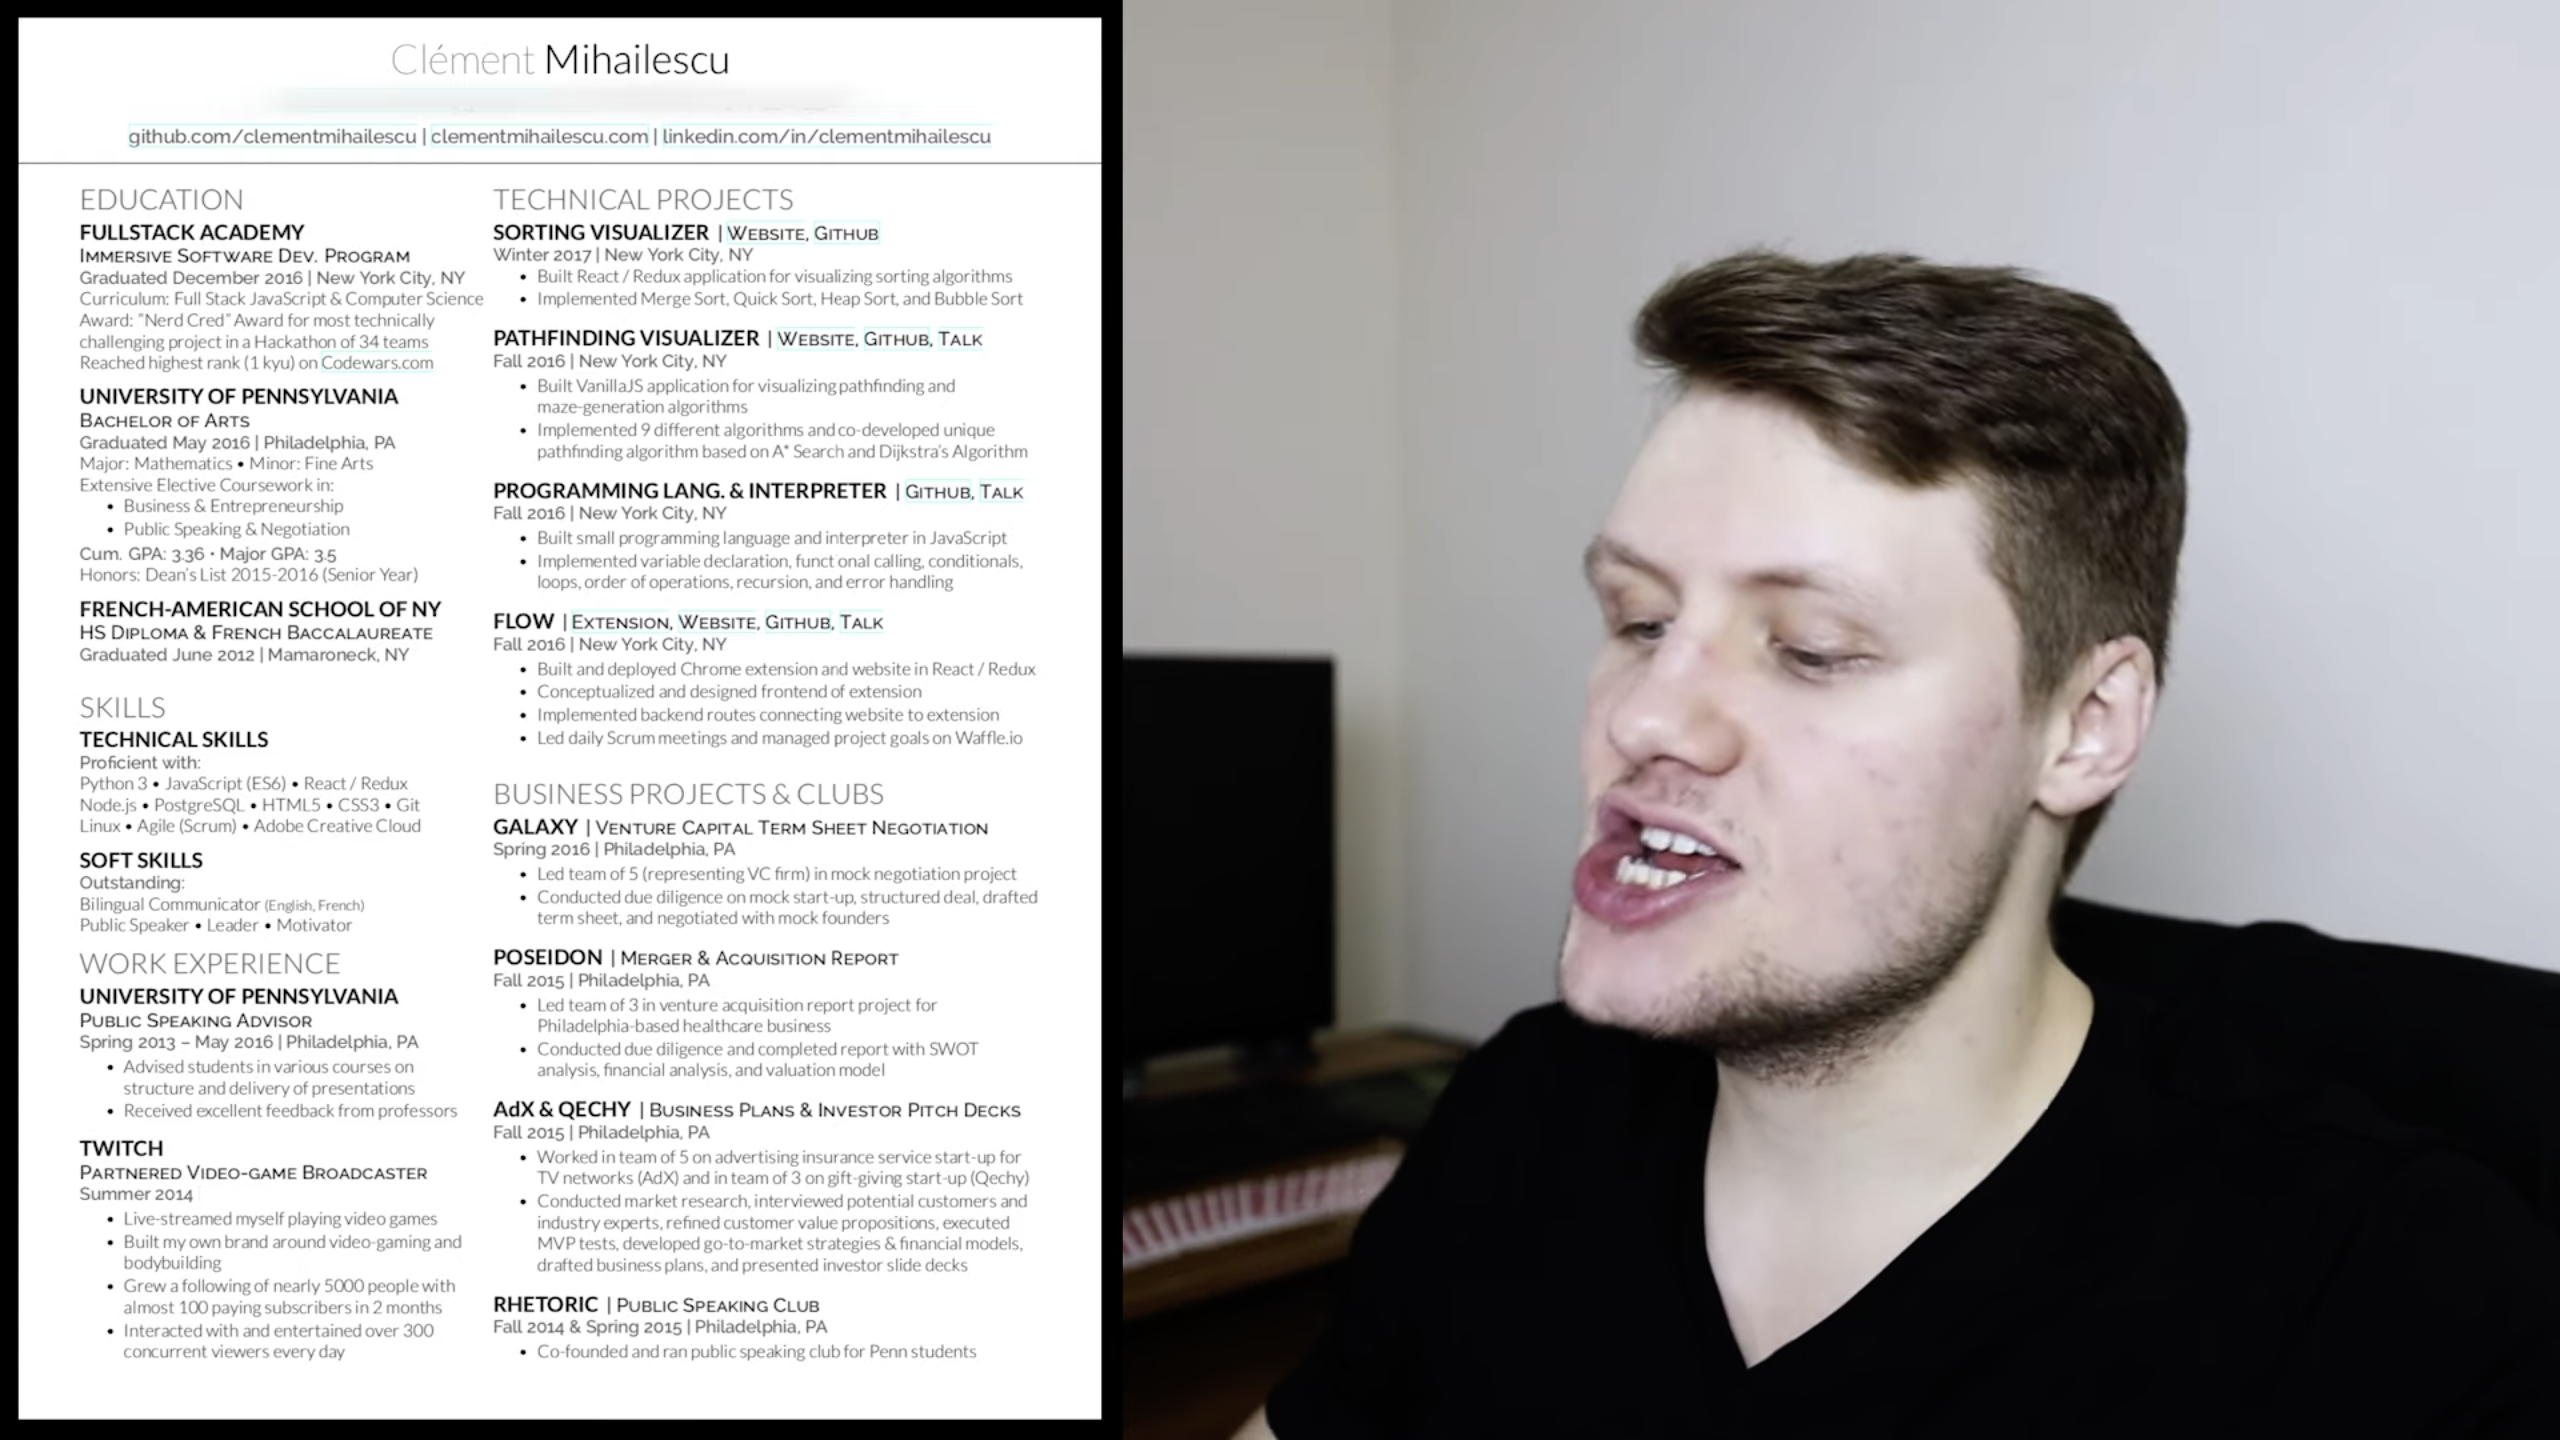 Clément Mihailescu
github.com/clementmihailescu | clementmihailescu.com | linkedin.com/in/clementmihailescu
EDUCATION
FULLSTACK ACADEMY
IMMERSIVE SOFTWARE DEV. PROGRAM
Graduated December 2016 | New York City, NY
Curriculum: Full Stack JavaScript & Computer Science
Award: "Nerd Cred" Award for most technically
challenging project in a Hackathon of 34 teams
Reached highest rank (1 kyu) on Codewars.com
UNIVERSITY OF PENNSYLVANIA
BACHELOR OF ARTS
Graduated May 2016 | Philadelphia, PA
Major: Mathematics • Minor: Fine Arts
Extensive Elective Coursework in:
• Business & Entrepreneurship
• Public Speaking & Negotiation
Cum. GPA: 3.36 • Major GPA: 3.5
Honors: Dean's List 2015-2016 (Senior Year)
FRENCH-AMERICAN SCHOOL OF NY
HS DIPLOMA & FRENCH BACCALAUREATE
Graduated June 2012 | Mamaroneck, NY
SKILLS
TECHNICAL SKILLS
Proficient with:
Python 3 • JavaScript (ES6) • React / Redux
Node.js • PostgreSQL • HTML5 • CSS3 • Git
Linux • Agile (Scrum) • Adobe Creative Cloud
SOFT SKILLS
Outstanding:
Bilingual Communicator (English, French)
Public Speaker • Leader • Motivator
WORK EXPERIENCE
UNIVERSITY OF PENNSYLVANIA
PUBLIC SPEAKING ADVISOR
Spring 2013 – May 2016 | Philadelphia, PA
• Advised students in various courses on
structure and delivery of presentations
• Received excellent feedback from professors
TWITCH
PARTNERED VIDEO-GAME BROADCASTER
Summer 2014
• Live-streamed myself playing video games
• Built my own brand around video-gaming and
bodybuilding
• Grew a following of nearly 5000 people with
almost 100 paying subscribers in 2 months
• Interacted with and entertained over 300
concurrent viewers every day
TECHNICAL PROJECTS
SORTING VISUALIZER | WEBSITE, GITHUB
Winter 2017 | New York City, NY
• Built React / Redux application for visualizing sorting algorithms
• Implemented Merge Sort, Quick Sort, Heap Sort, and Bubble Sort
PATHFINDING VISUALIZER | WEBSITE, GITHUB, TALK
Fall 2016 | New York City, NY
• Built VanillaJS application for visualizing pathfinding and
maze-generation algorithms
• Implemented 9 different algorithms and co-developed unique
pathfinding algorithm based on A* Search and Dijkstra's Algorithm
PROGRAMMING LANG. & INTERPRETER | GITHUB, TALK
Fall 2016 | New York City, NY
• Built small programming language and interpreter in JavaScript
• Implemented variable declaration, funct onal calling, conditionals,
loops, order of operations, recursion, and error handling
FLOW | EXTENSION, WEBSITE, GITHUB, TALK
Fall 2016 | New York City, NY
• Built and deployed Chrome extension and website in React / Redux
• Conceptualized and designed frontend of extension
• Implemented backend routes connecting website to extension
• Led daily Scrum meetings and managed project goals on Waffle.io
BUSINESS PROJECTS & CLUBS
GALAXY | VENTURE CAPITAL TERM SHEET NEGOTIATION
Spring 2016 | Philadelphia, PA
• Led team of 5 (representing VC firm) in mock negotiation project
• Conducted due diligence on mock start-up, structured deal, drafted
term sheet, and negotiated with mock founders
POSEIDON | MERGER & ACQUISITION REPORT
Fall 2015 | Philadelphia, PA
• Led team of 3 in venture acquisition report project for
Philadelphia-based healthcare business
• Conducted due diligence and completed report with SWOT
analysis, financial analysis, and valuation model
AdX & QECHY | BUSINESS PLANS & INVESTOR PITCH DECKS
Fall 2015 | Philadelphia, PA
• Worked in team of 5 on advertising insurance service start-up for
TV networks (AdX) and in team of 3 on gift-giving start-up (Qechy)
• Conducted market research, interviewed potential customers and
industry experts, refined customer value propositions, executed
MVP tests, developed go-to-market strategies & financial models,
drafted business plans, and presented investor slide decks
RHETORIC | PUBLIC SPEAKING CLUB
Fall 2014 & Spring 2015 | Philadelphia, PA
• Co-founded and ran public speaking club for Penn students